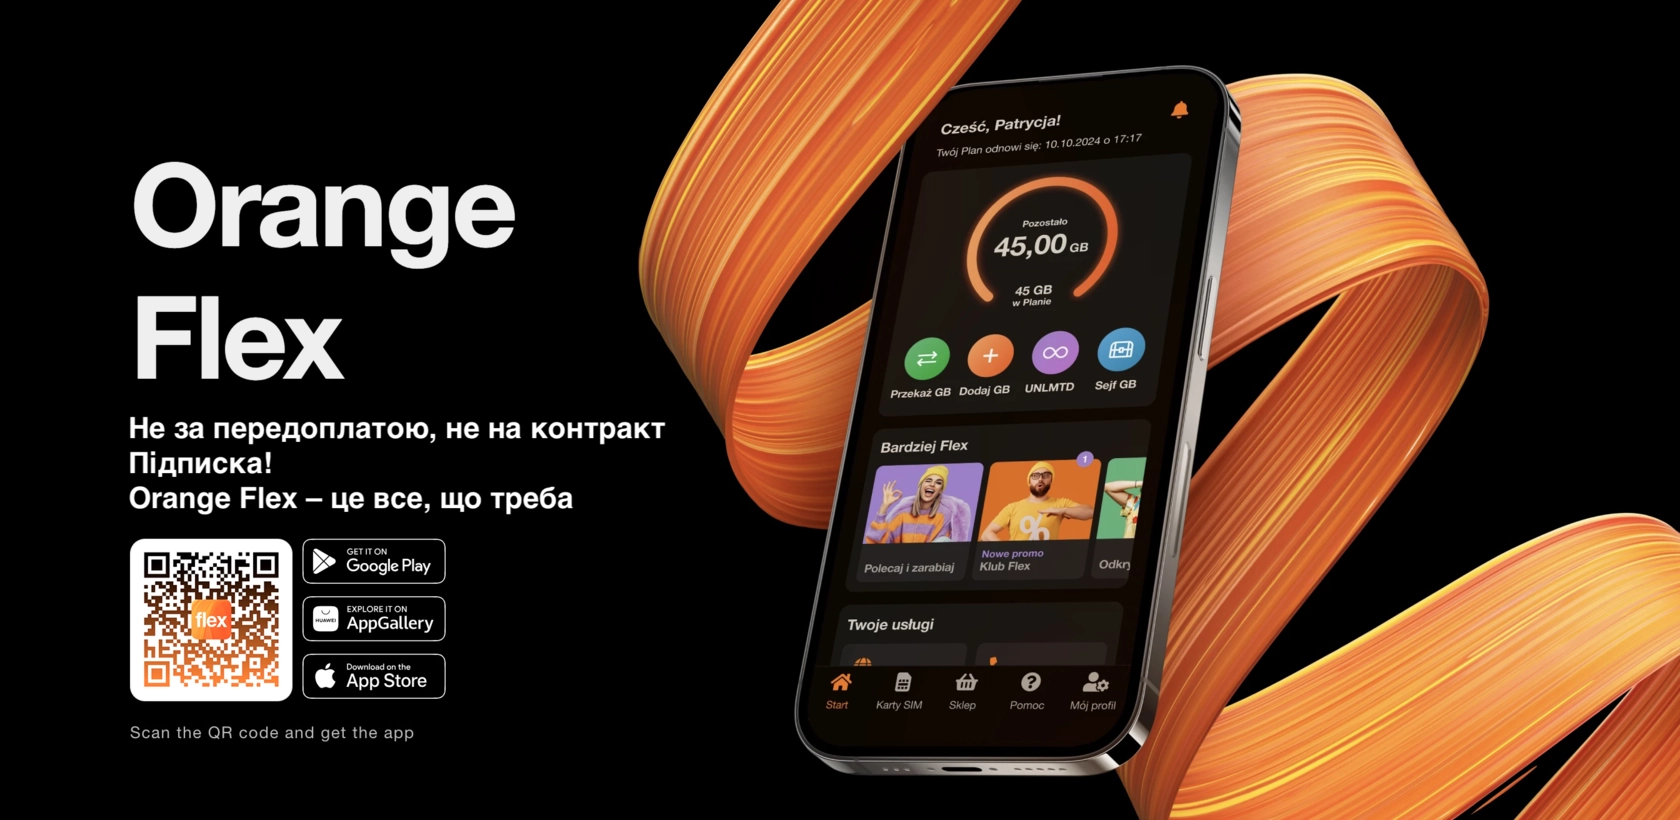 Orange
Flex
Не за передоплатою, не на контракт
Підписка!
Orange Flex – це все, що треба
flex
GET IT ON
Google Play
HUAWEI
EXPLORE IT ON
AppGallery
Download on the
App Store
Scan the QR code and get the app
Cześć, Patrycja!
Twój Plan odnowi się: 10.10.2024 o 17:17
Pozostało
45,00 GB
45 GB
w Planie
Przekaż GB
Dodaj GB
UNLMTD
Sejf GB
Bardziej Flex
1
%
Polecaj i zarabiaj
Nowe promo
Klub Flex
Odkry
Twoje usługi
Start
Karty SIM
Sklep
Pomoc
Mój profil